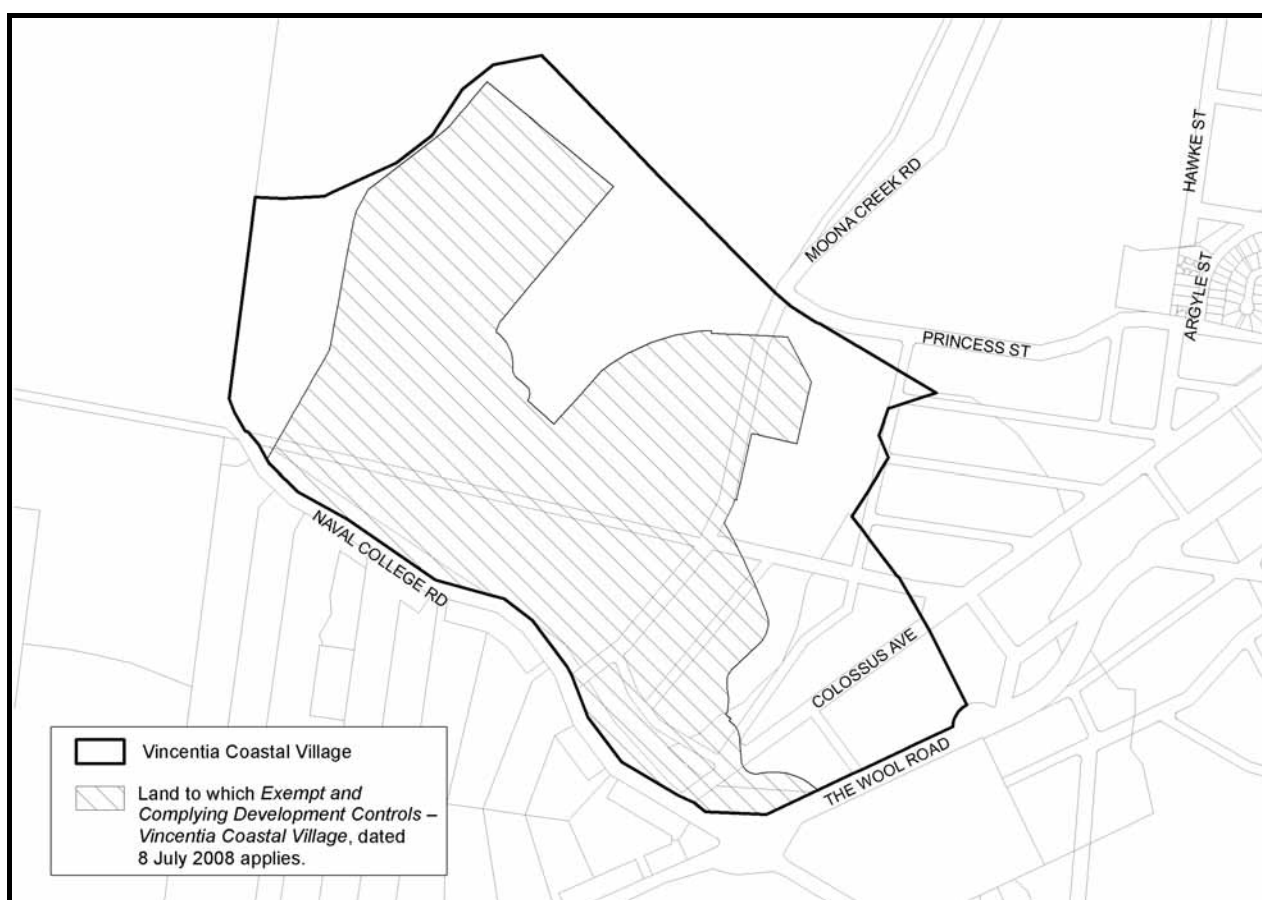 HAWKE ST
MOONA CREEK RD
ARGYLE ST
PRINCESS ST
NAVAL COLLEGE RD
COLOSSUS AVE
THE WOOL ROAD
Vincentia Coastal Village
Land to which Exempt and
Complying Development Controls –
Vincentia Coastal Village, dated
8 July 2008 applies.